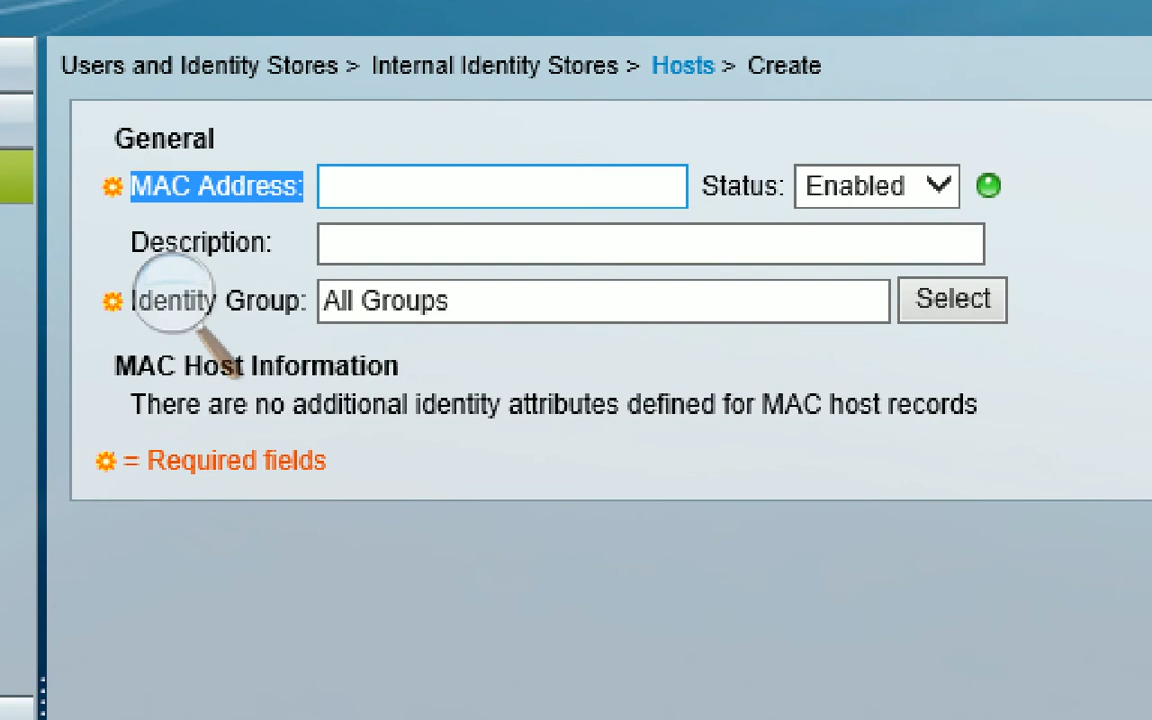 Users and Identity Stores > Internal Identity Stores > Hosts > Create
General
MAC Address: Status: Enabled
Description:
Identity Group: All Groups Select
MAC Host Information
There are no additional identity attributes defined for MAC host records
= Required fields